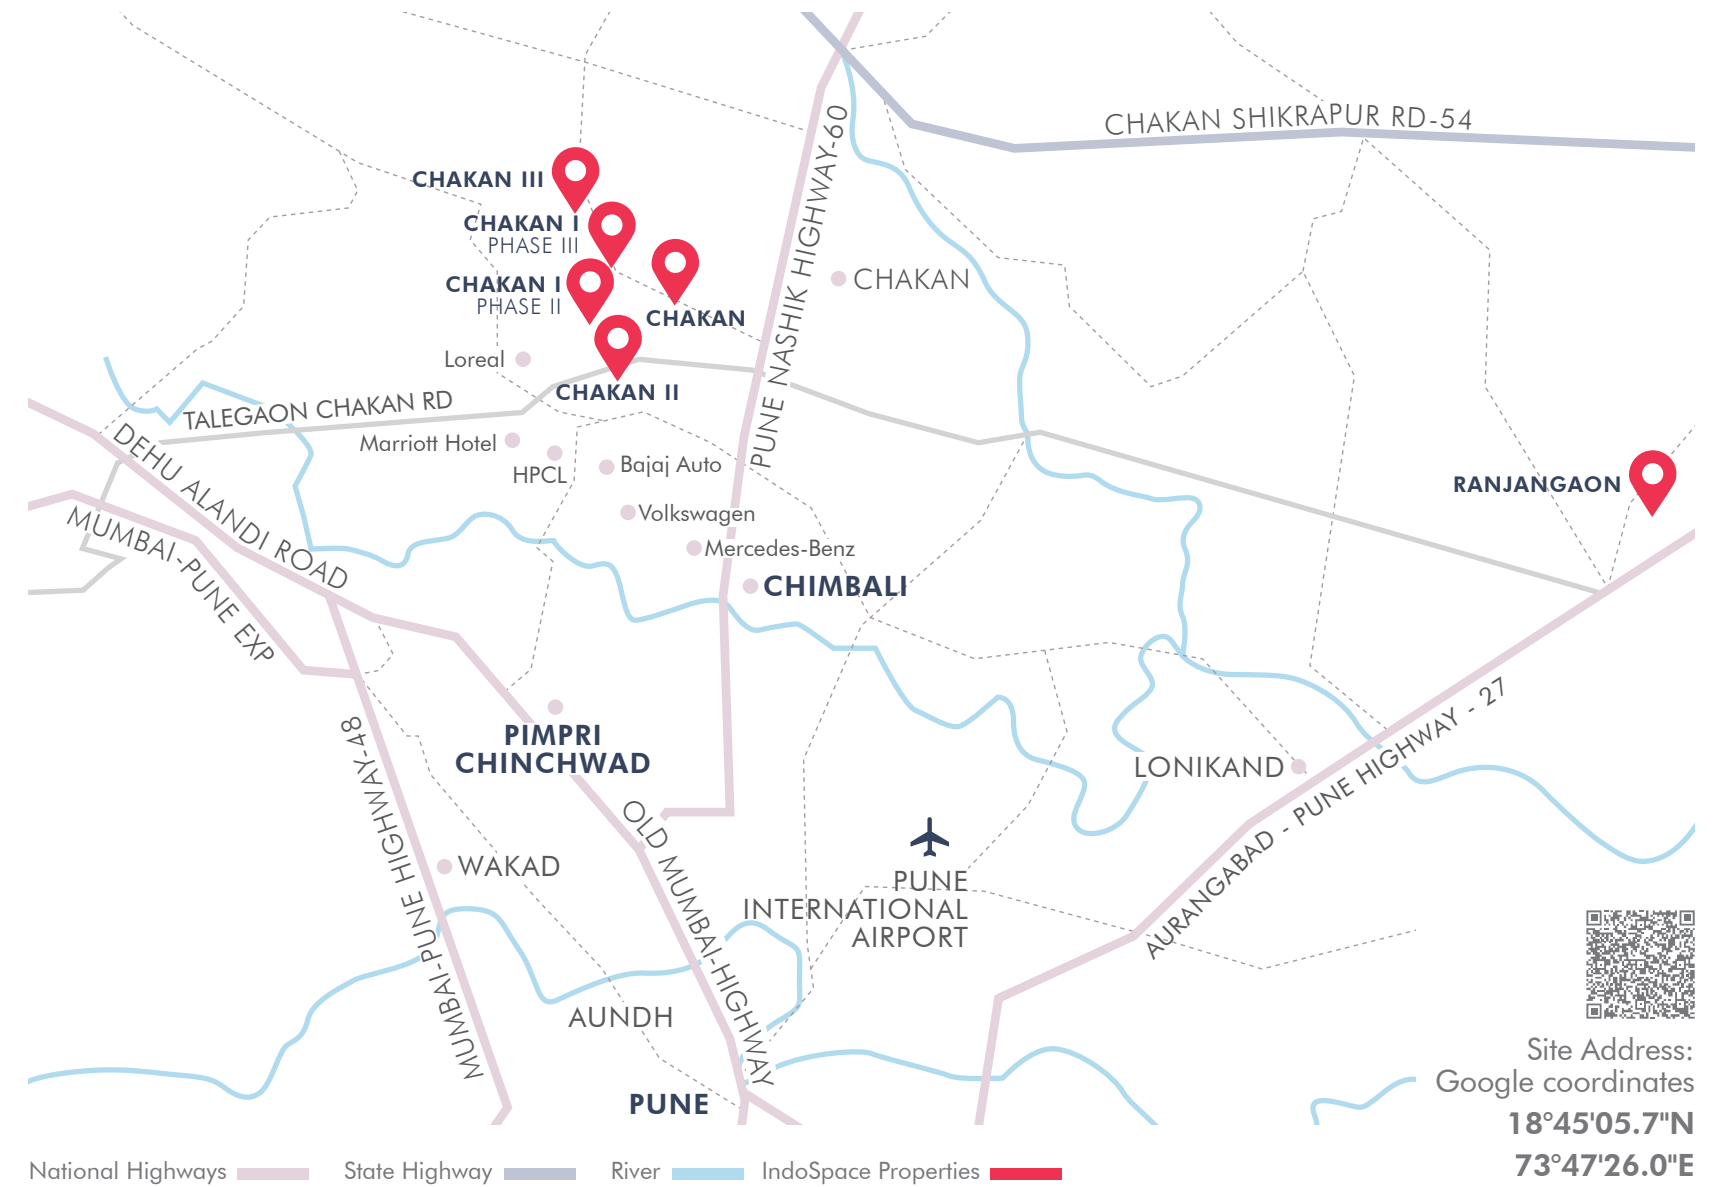 CHAKAN SHIKRAPUR RD-54
PUNE NASHIK HIGHWAY-60
CHAKAN III
CHAKAN I
PHASE III
CHAKAN I
PHASE II
CHAKAN
CHAKAN
Loreal
CHAKAN II
TALEGAON CHAKAN RD
DEHU ALANDI ROAD
Marriott Hotel
HPCL
Bajaj Auto
RANJANGAON
MUMBAI-PUNE EXP
Volkswagen
Mercedes-Benz
CHIMBALI
PIMPRI
CHINCHWAD
MUMBAI-PUNE HIGHWAY-48
LONIKAND
AURANGABAD - PUNE HIGHWAY - 27
OLD MUMBAI-HIGHWAY
WAKAD
PUNE
INTERNATIONAL
AIRPORT
AUNDH
PUNE
Site Address:
Google coordinates
18°45'05.7"N
73°47'26.0"E
National Highways
State Highway
River
IndoSpace Properties